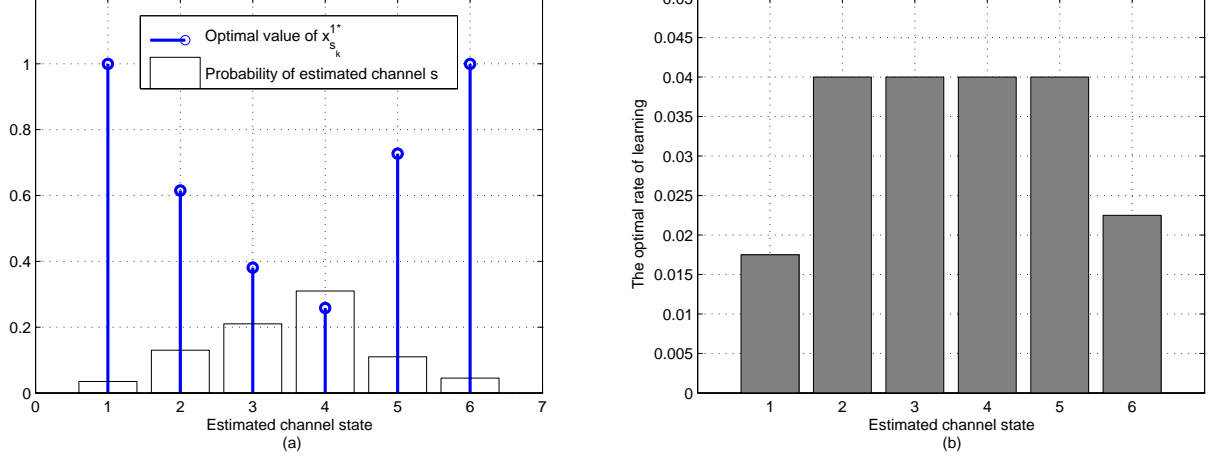 Optimal value of x^{1*}_{s_k}
Probability of estimated channel s
1
0.8
0.6
0.4
0.2
0
0 1 2 3 4 5 6 7
Estimated channel state
(a)
The optimal rate of learning
0.05
0.045
0.04
0.035
0.03
0.025
0.02
0.015
0.01
0.005
0
1 2 3 4 5 6
Estimated channel state
(b)